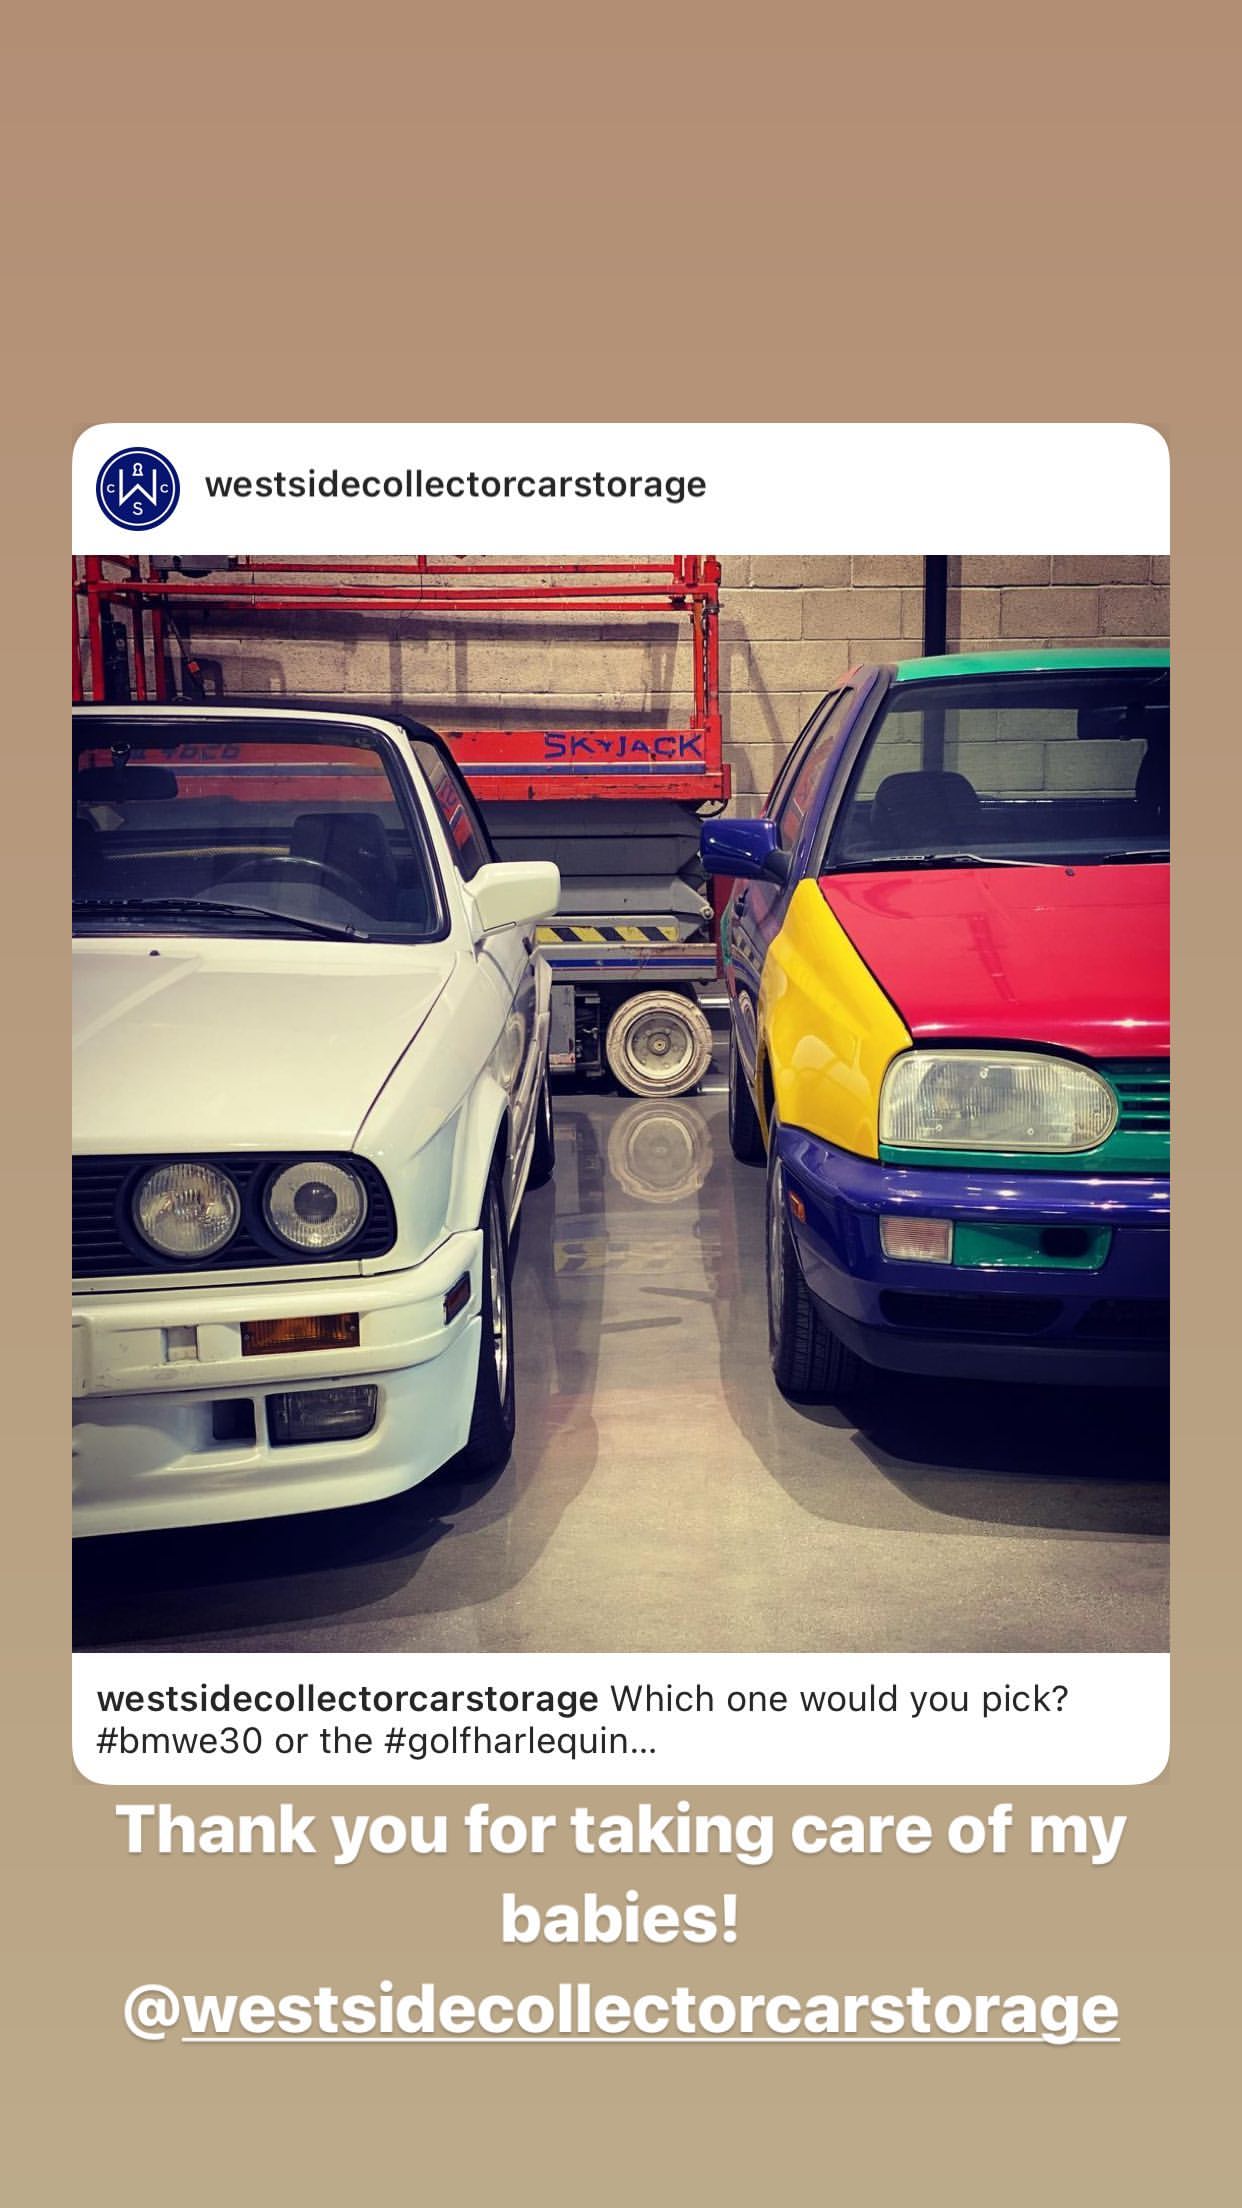 C W C
S
westsidecollectorcarstorage
SKYJACK
westsidecollectorcarstorage Which one would you pick?
#bmwe30 or the #golfharlequin...
Thank you for taking care of my
babies!
@westsidecollectorcarstorage